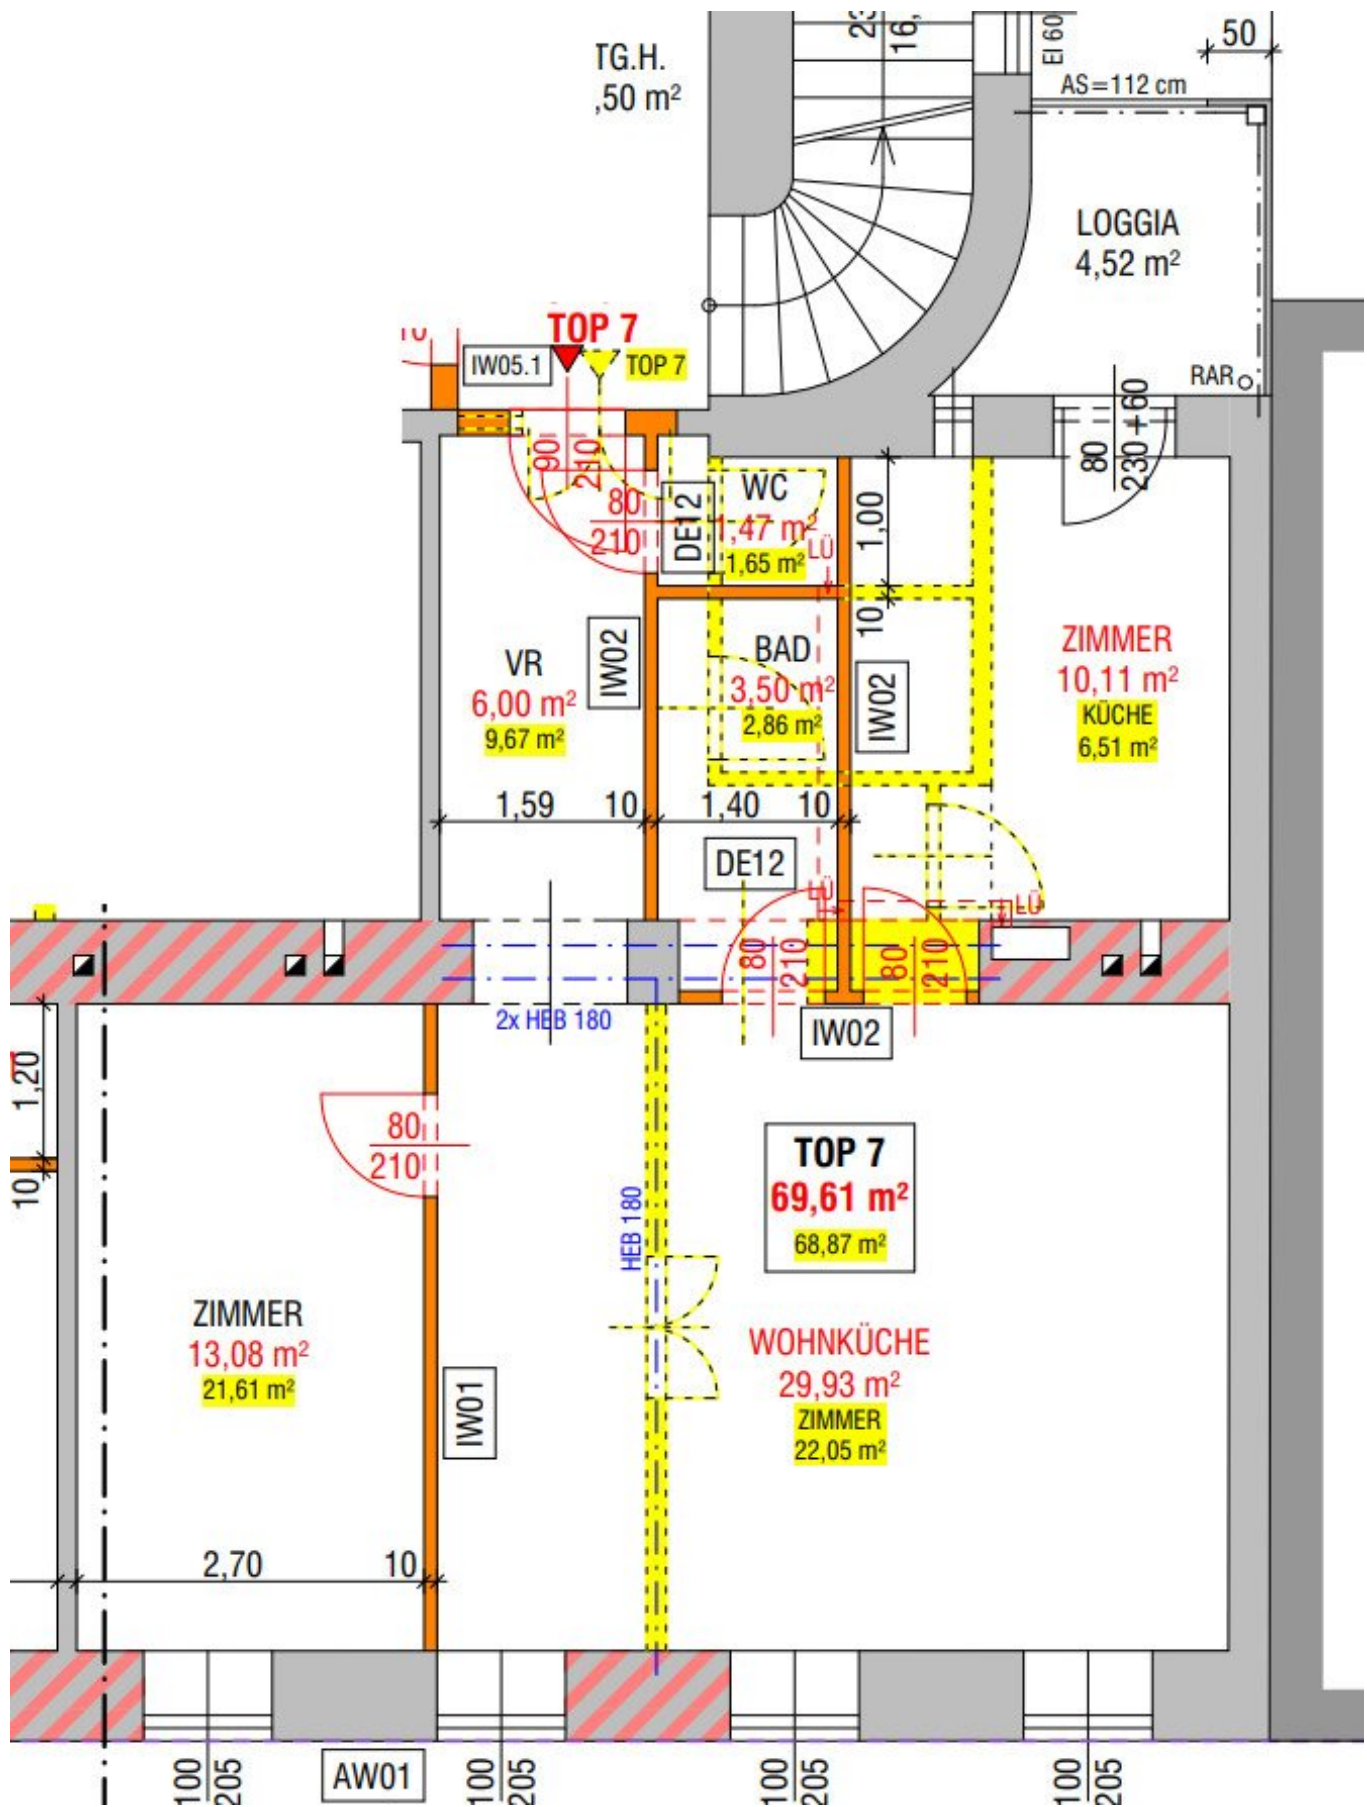 TG.H.
,50 m²
EI 60
50
AS=112 cm
LOGGIA
4,52 m²
RAR
TOP 7
IW05.1
TOP 7
90
210
80
210
DE12
WC
1,47 m²
1,65 m²
LÜ
1,00
10
80
230+60
VR
6,00 m²
9,67 m²
IW02
BAD
3,50 m²
2,86 m²
IW02
ZIMMER
10,11 m²
KÜCHE
6,51 m²
1,59
10
1,40
10
DE12
LÜ
LÜ
80
210
80
210
2x HEB 180
IW02
1,20
10
80
210
HEB 180
TOP 7
69,61 m²
68,87 m²
ZIMMER
13,08 m²
21,61 m²
WOHNKÜCHE
29,93 m²
ZIMMER
22,05 m²
IW01
2,70
10
AW01
100
205
100
205
100
205
100
205